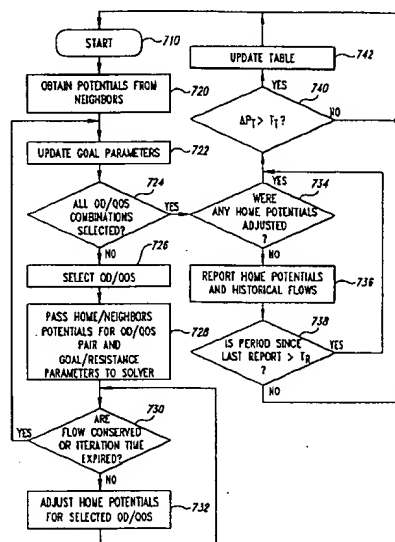 START
710
OBTAIN POTENTIALS FROM
NEIGHBORS
720
UPDATE GOAL PARAMETERS
722
ALL OD/QOS
COMBINATIONS
SELECTED?
724
YES
NO
726
SELECT OD/QOS
PASS HOME/NEIGHBORS
POTENTIALS FOR OD/QOS
PAIR AND
GOAL/RESISTANCE
PARAMETERS TO SOLVER
728
ARE
FLOW CONSERVED
OR ITERATION TIME
EXPIRED?
730
YES
NO
ADJUST HOME POTENTIALS
FOR SELECTED OD/QOS
732
UPDATE TABLE
742
YES
ΔPT> TT?
740
NO
YES
WERE
ANY HOME POTENTIALS
ADJUSTED
?
734
NO
REPORT HOME POTENTIALS
AND HISTORICAL FLOWS
736
IS PERIOD SINCE
LAST REPORT > TR
?
738
YES
NO